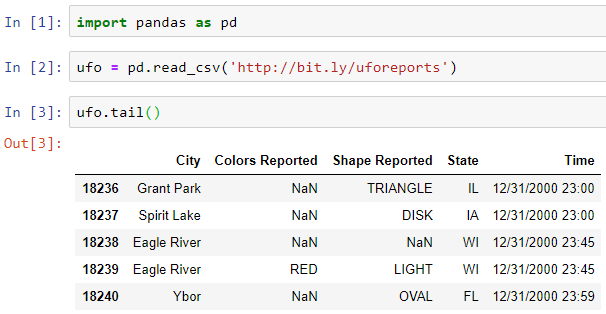 In [1]: import pandas as pd
In [2]: ufo = pd.read_csv('http://bit.ly/uforeports')
In [3]: ufo.tail()
Out[3]:
City Colors Reported Shape Reported State Time
18236 Grant Park NaN TRIANGLE IL 12/31/2000 23:00
18237 Spirit Lake NaN DISK IA 12/31/2000 23:00
18238 Eagle River NaN NaN WI 12/31/2000 23:45
18239 Eagle River RED LIGHT WI 12/31/2000 23:45
18240 Ybor NaN OVAL FL 12/31/2000 23:59